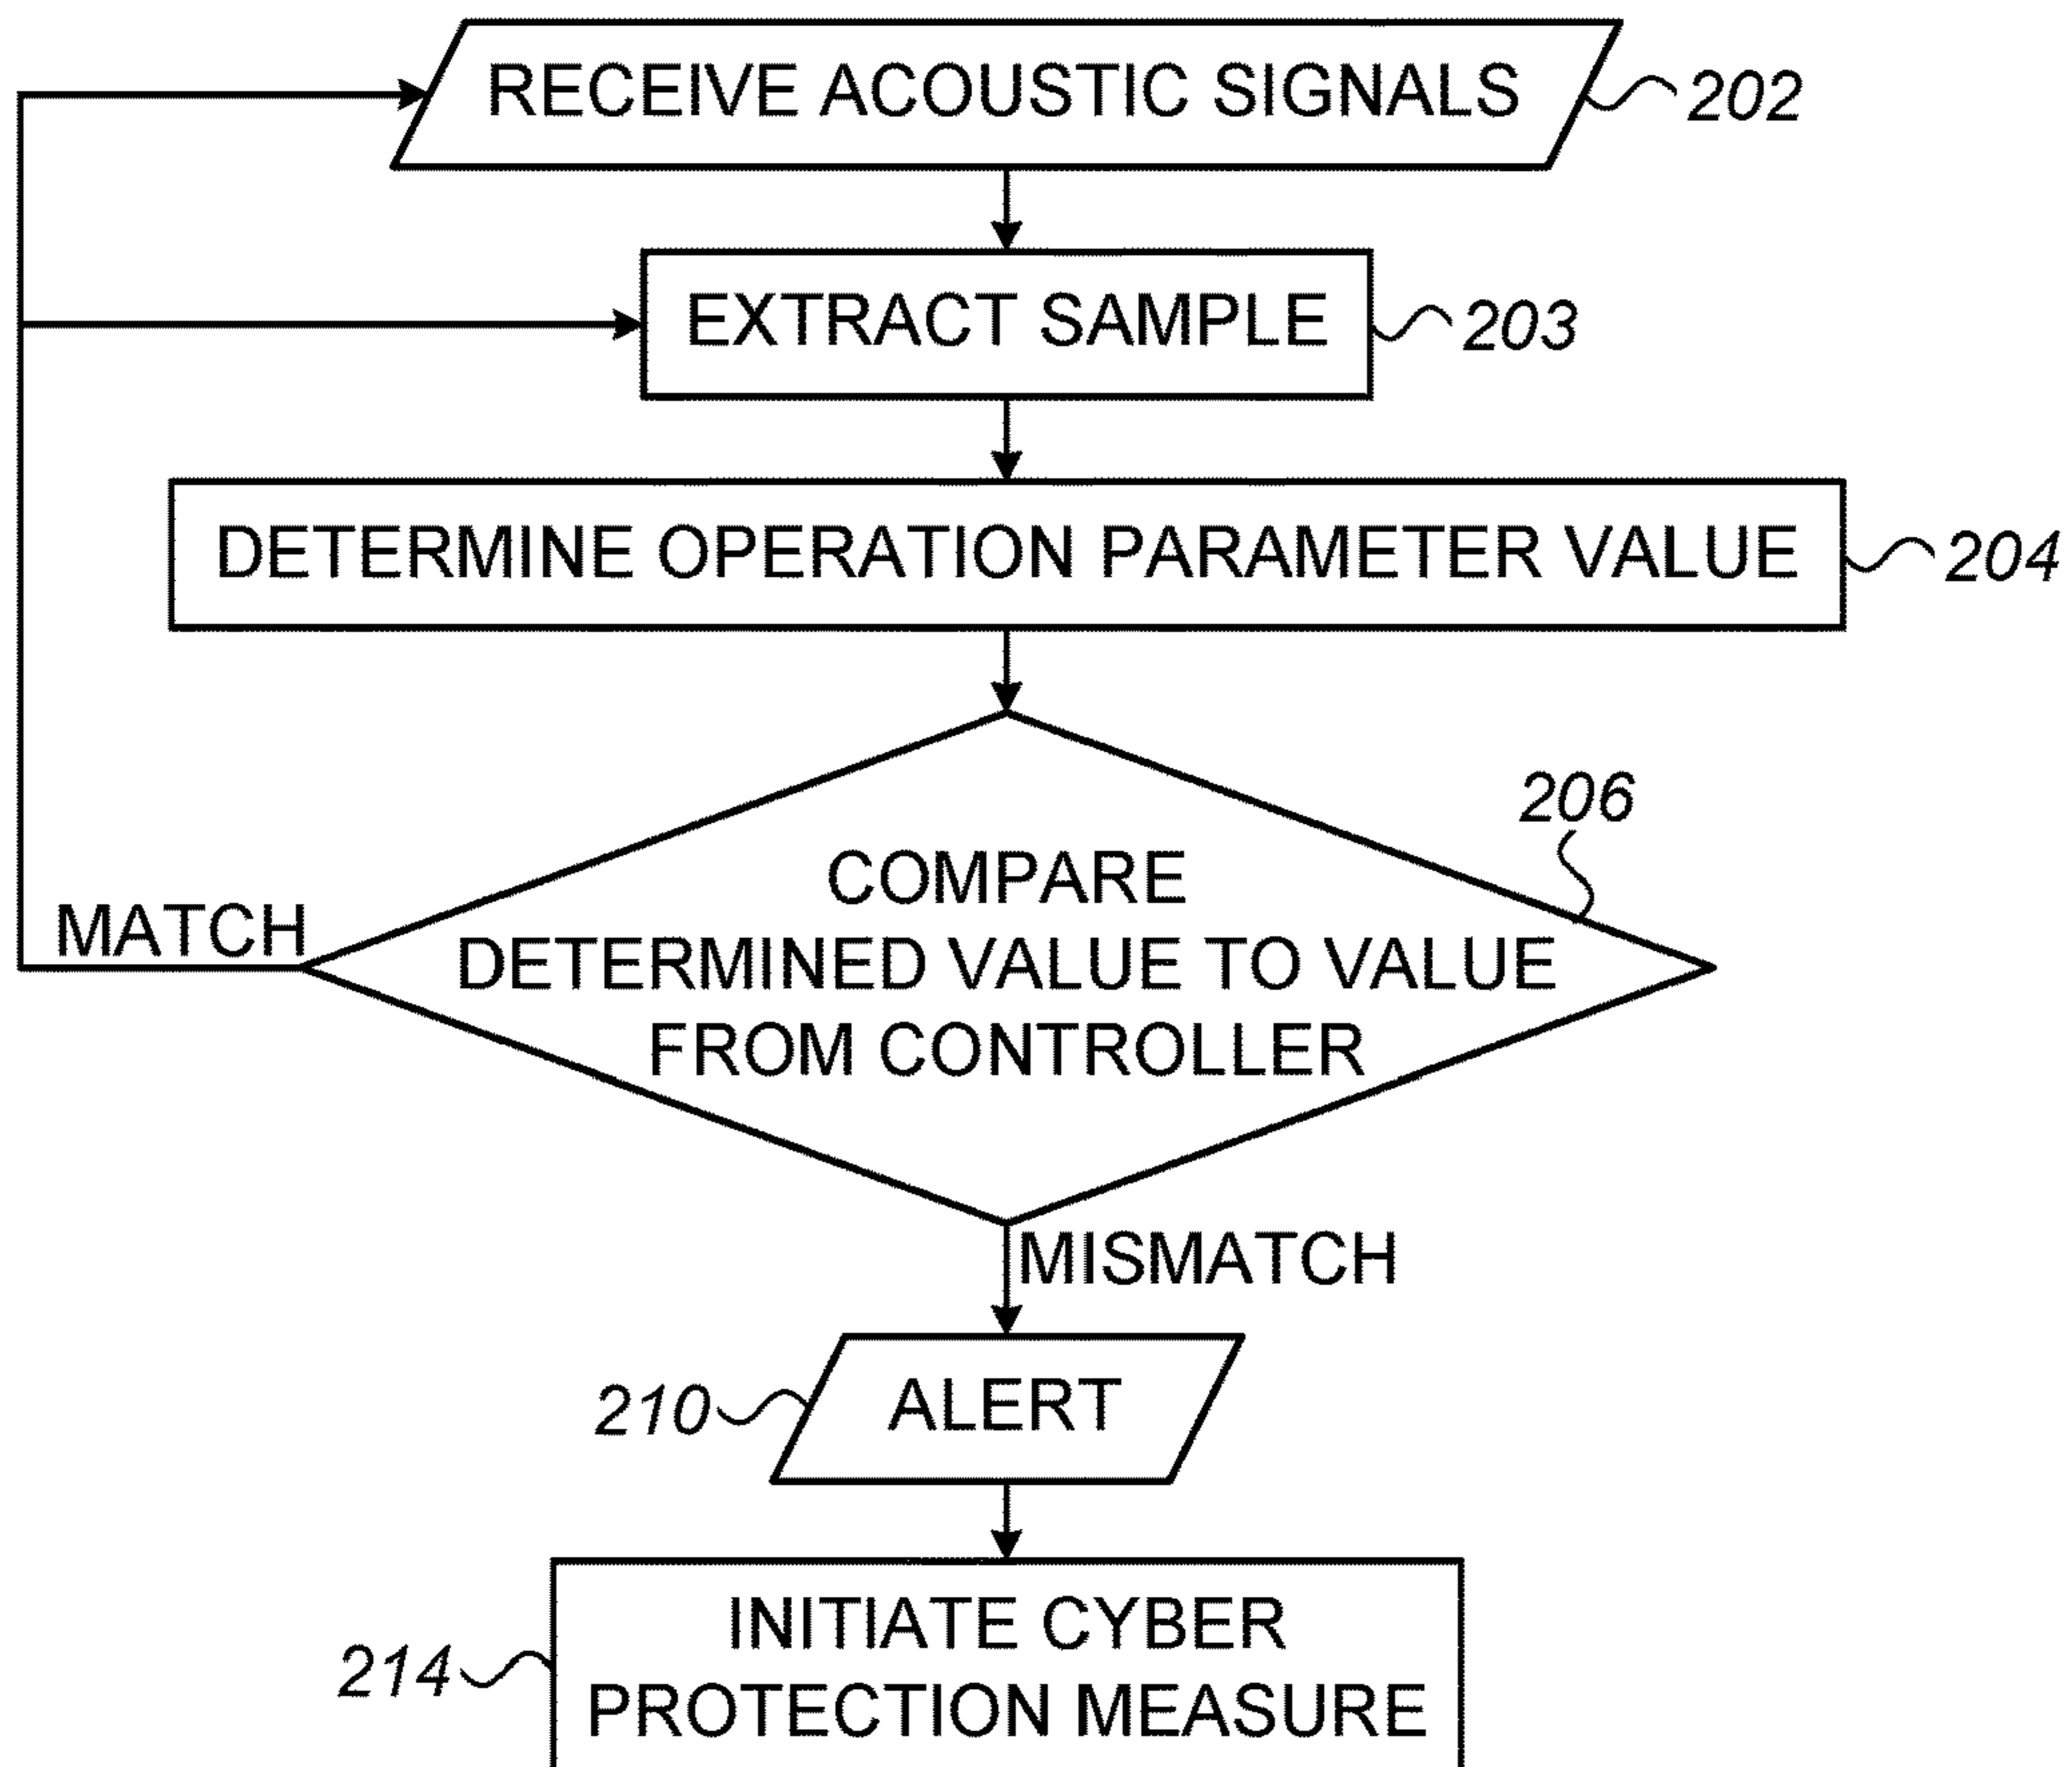 RECEIVE ACOUSTIC SIGNALS
202
EXTRACT SAMPLE
203
DETERMINE OPERATION PARAMETER VALUE
204
206
COMPARE
DETERMINED VALUE TO VALUE
FROM CONTROLLER
MATCH
MISMATCH
210
ALERT
214
INITIATE CYBER
PROTECTION MEASURE